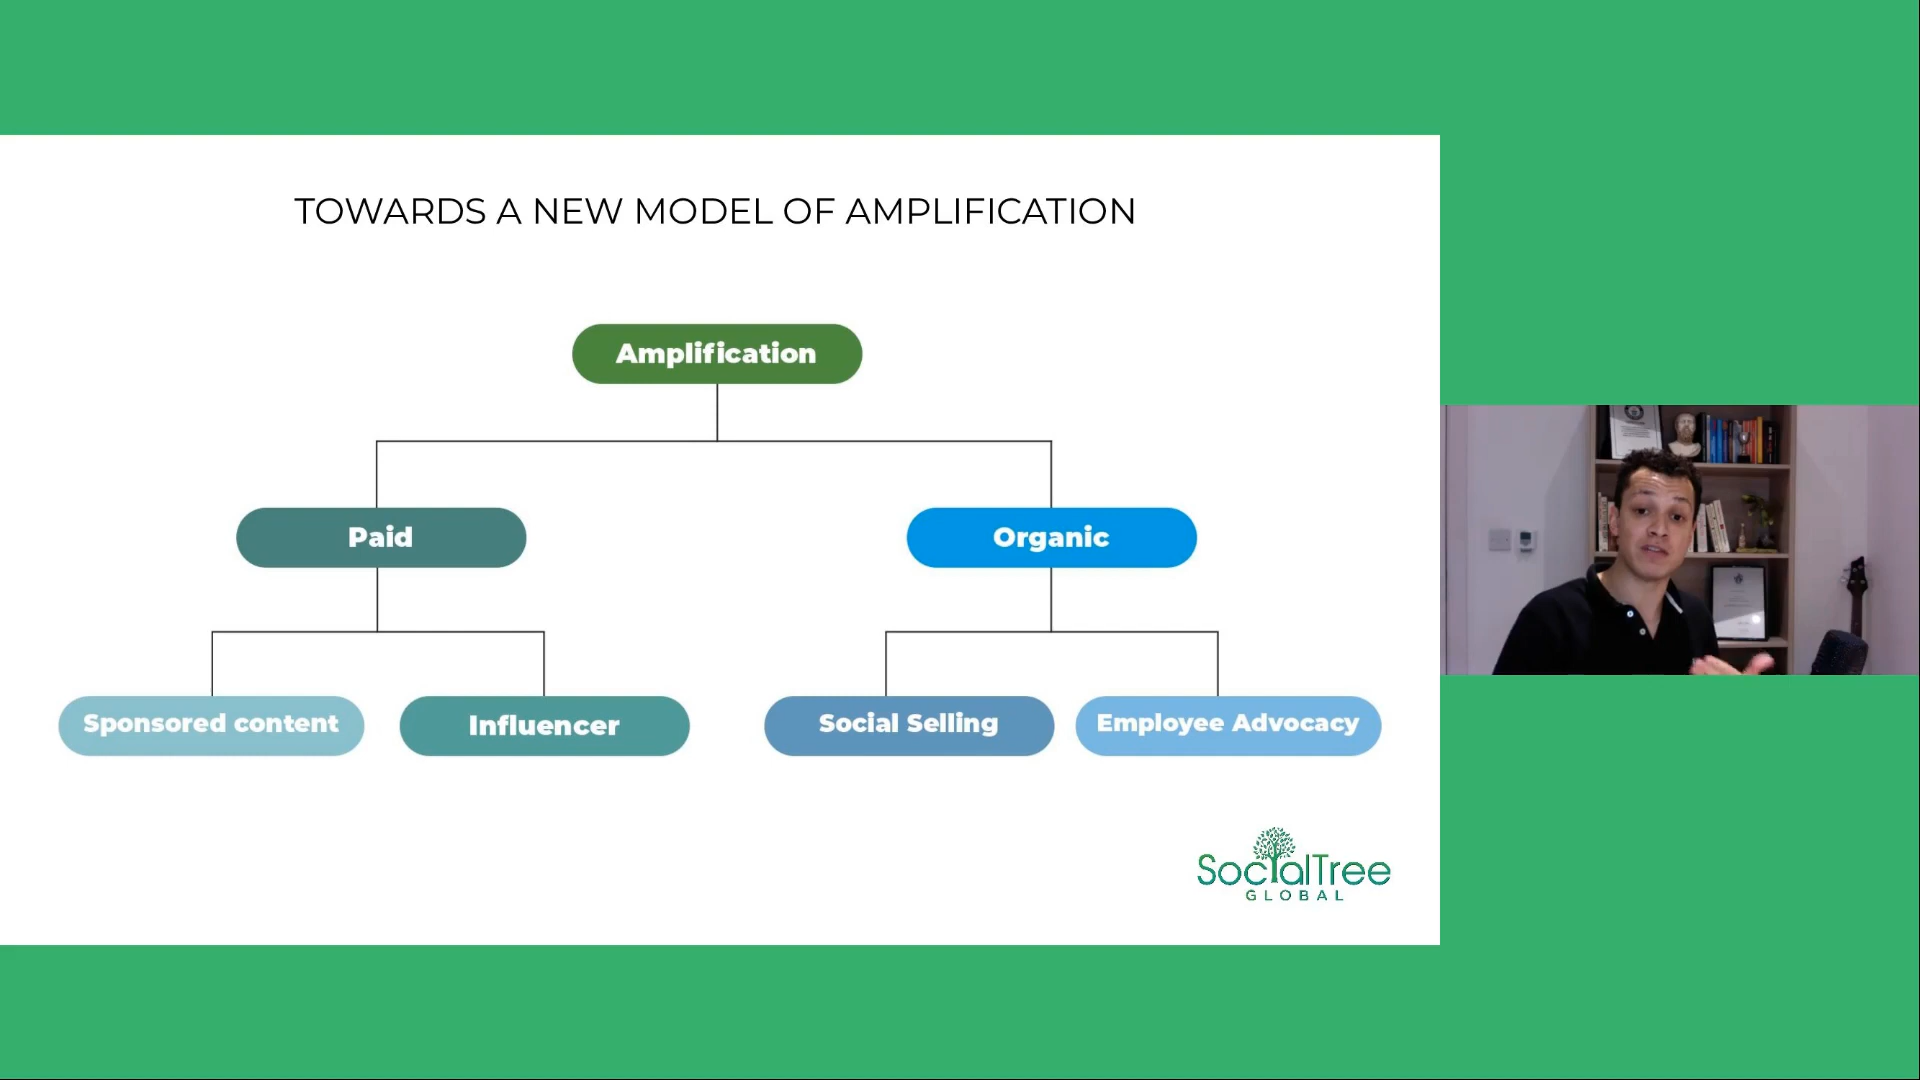 TOWARDS A NEW MODEL OF AMPLIFICATION
Amplification
Paid
Organic
Sponsored content
Influencer
Social Selling
Employee Advocacy
SocialTree
GLOBAL